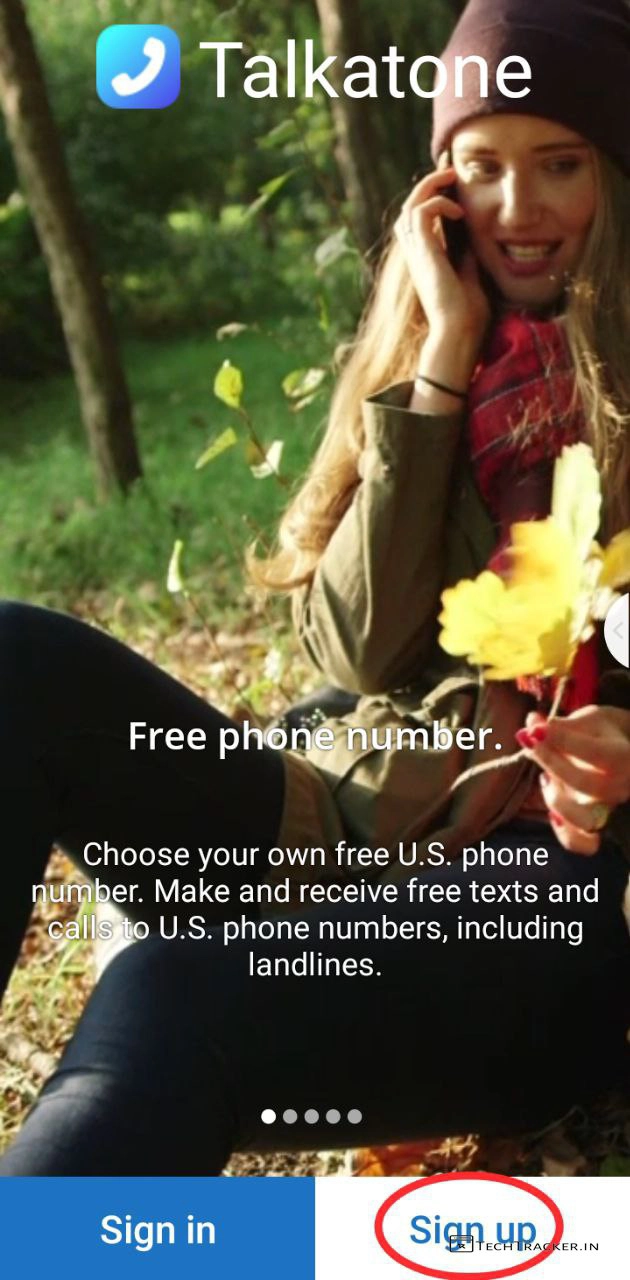 Talkatone
Free phone number.
Choose your own free U.S. phone
number. Make and receive free texts and
calls to U.S. phone numbers, including
landlines.
Sign in
Sign up
TECHTRACKER.IN